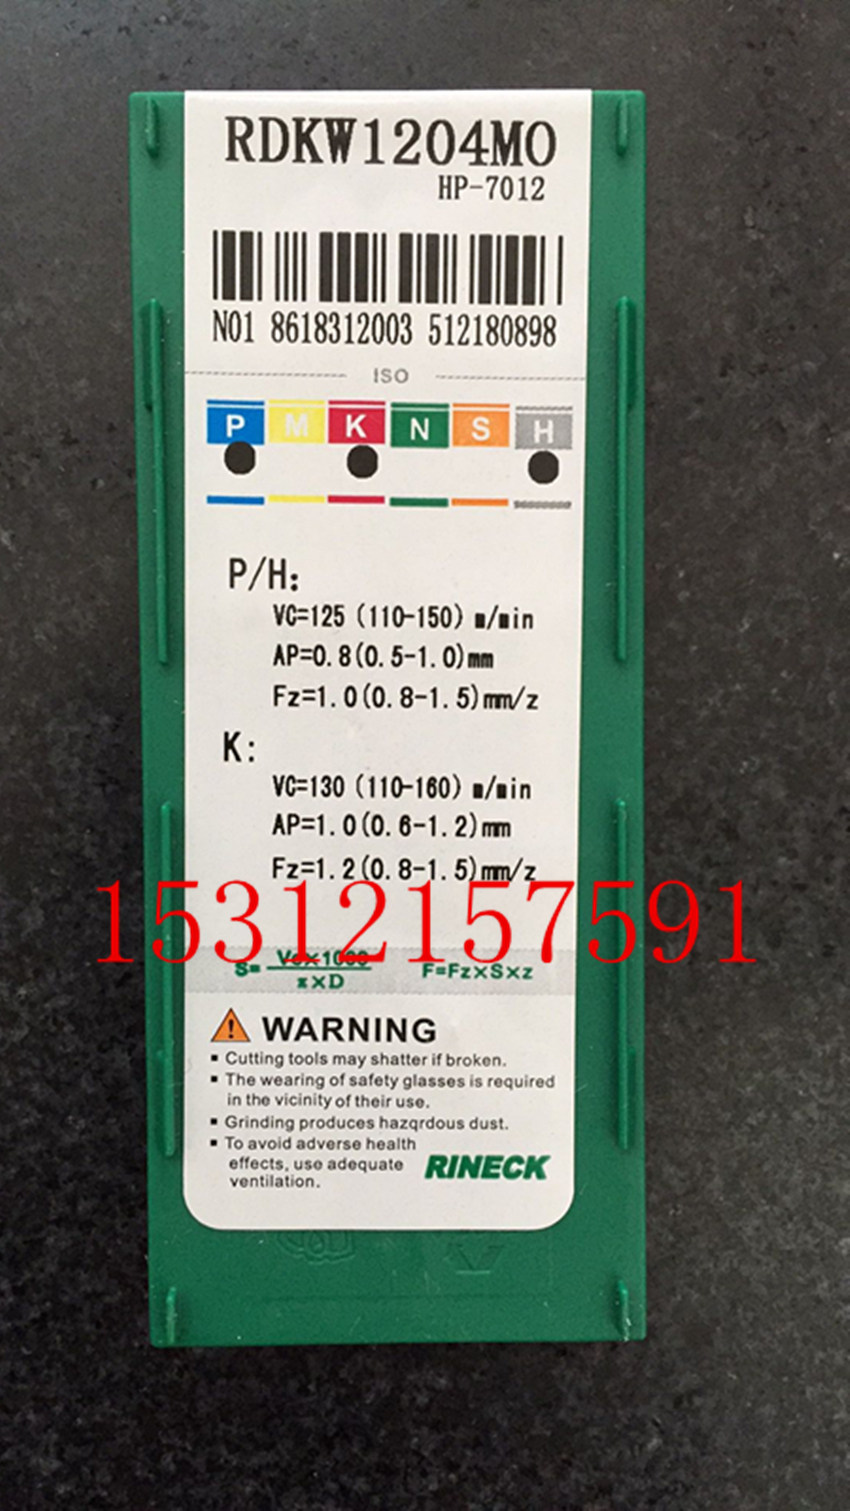 RDKW1204MO
HP-7012
NO1 8618312003 512180898
ISO
P M K N S H
P/H:
VC=125 (110-150) m/min
AP=0.8(0.5-1.0)mm
Fz=1.0(0.8-1.5)mm/z
K:
VC=130 (110-160) m/min
AP=1.0(0.6-1.2)mm
Fz=1.2(0.8-1.5)mm/z
15312157591
S= Vc×1000 F=Fz×S×z
π×D
WARNING
▪ Cutting tools may shatter if broken.
▪ The wearing of safety glasses is required
in the vicinity of their use.
▪ Grinding produces hazqrdous dust.
▪ To avoid adverse health
effects, use adequate
ventilation.
RINECK